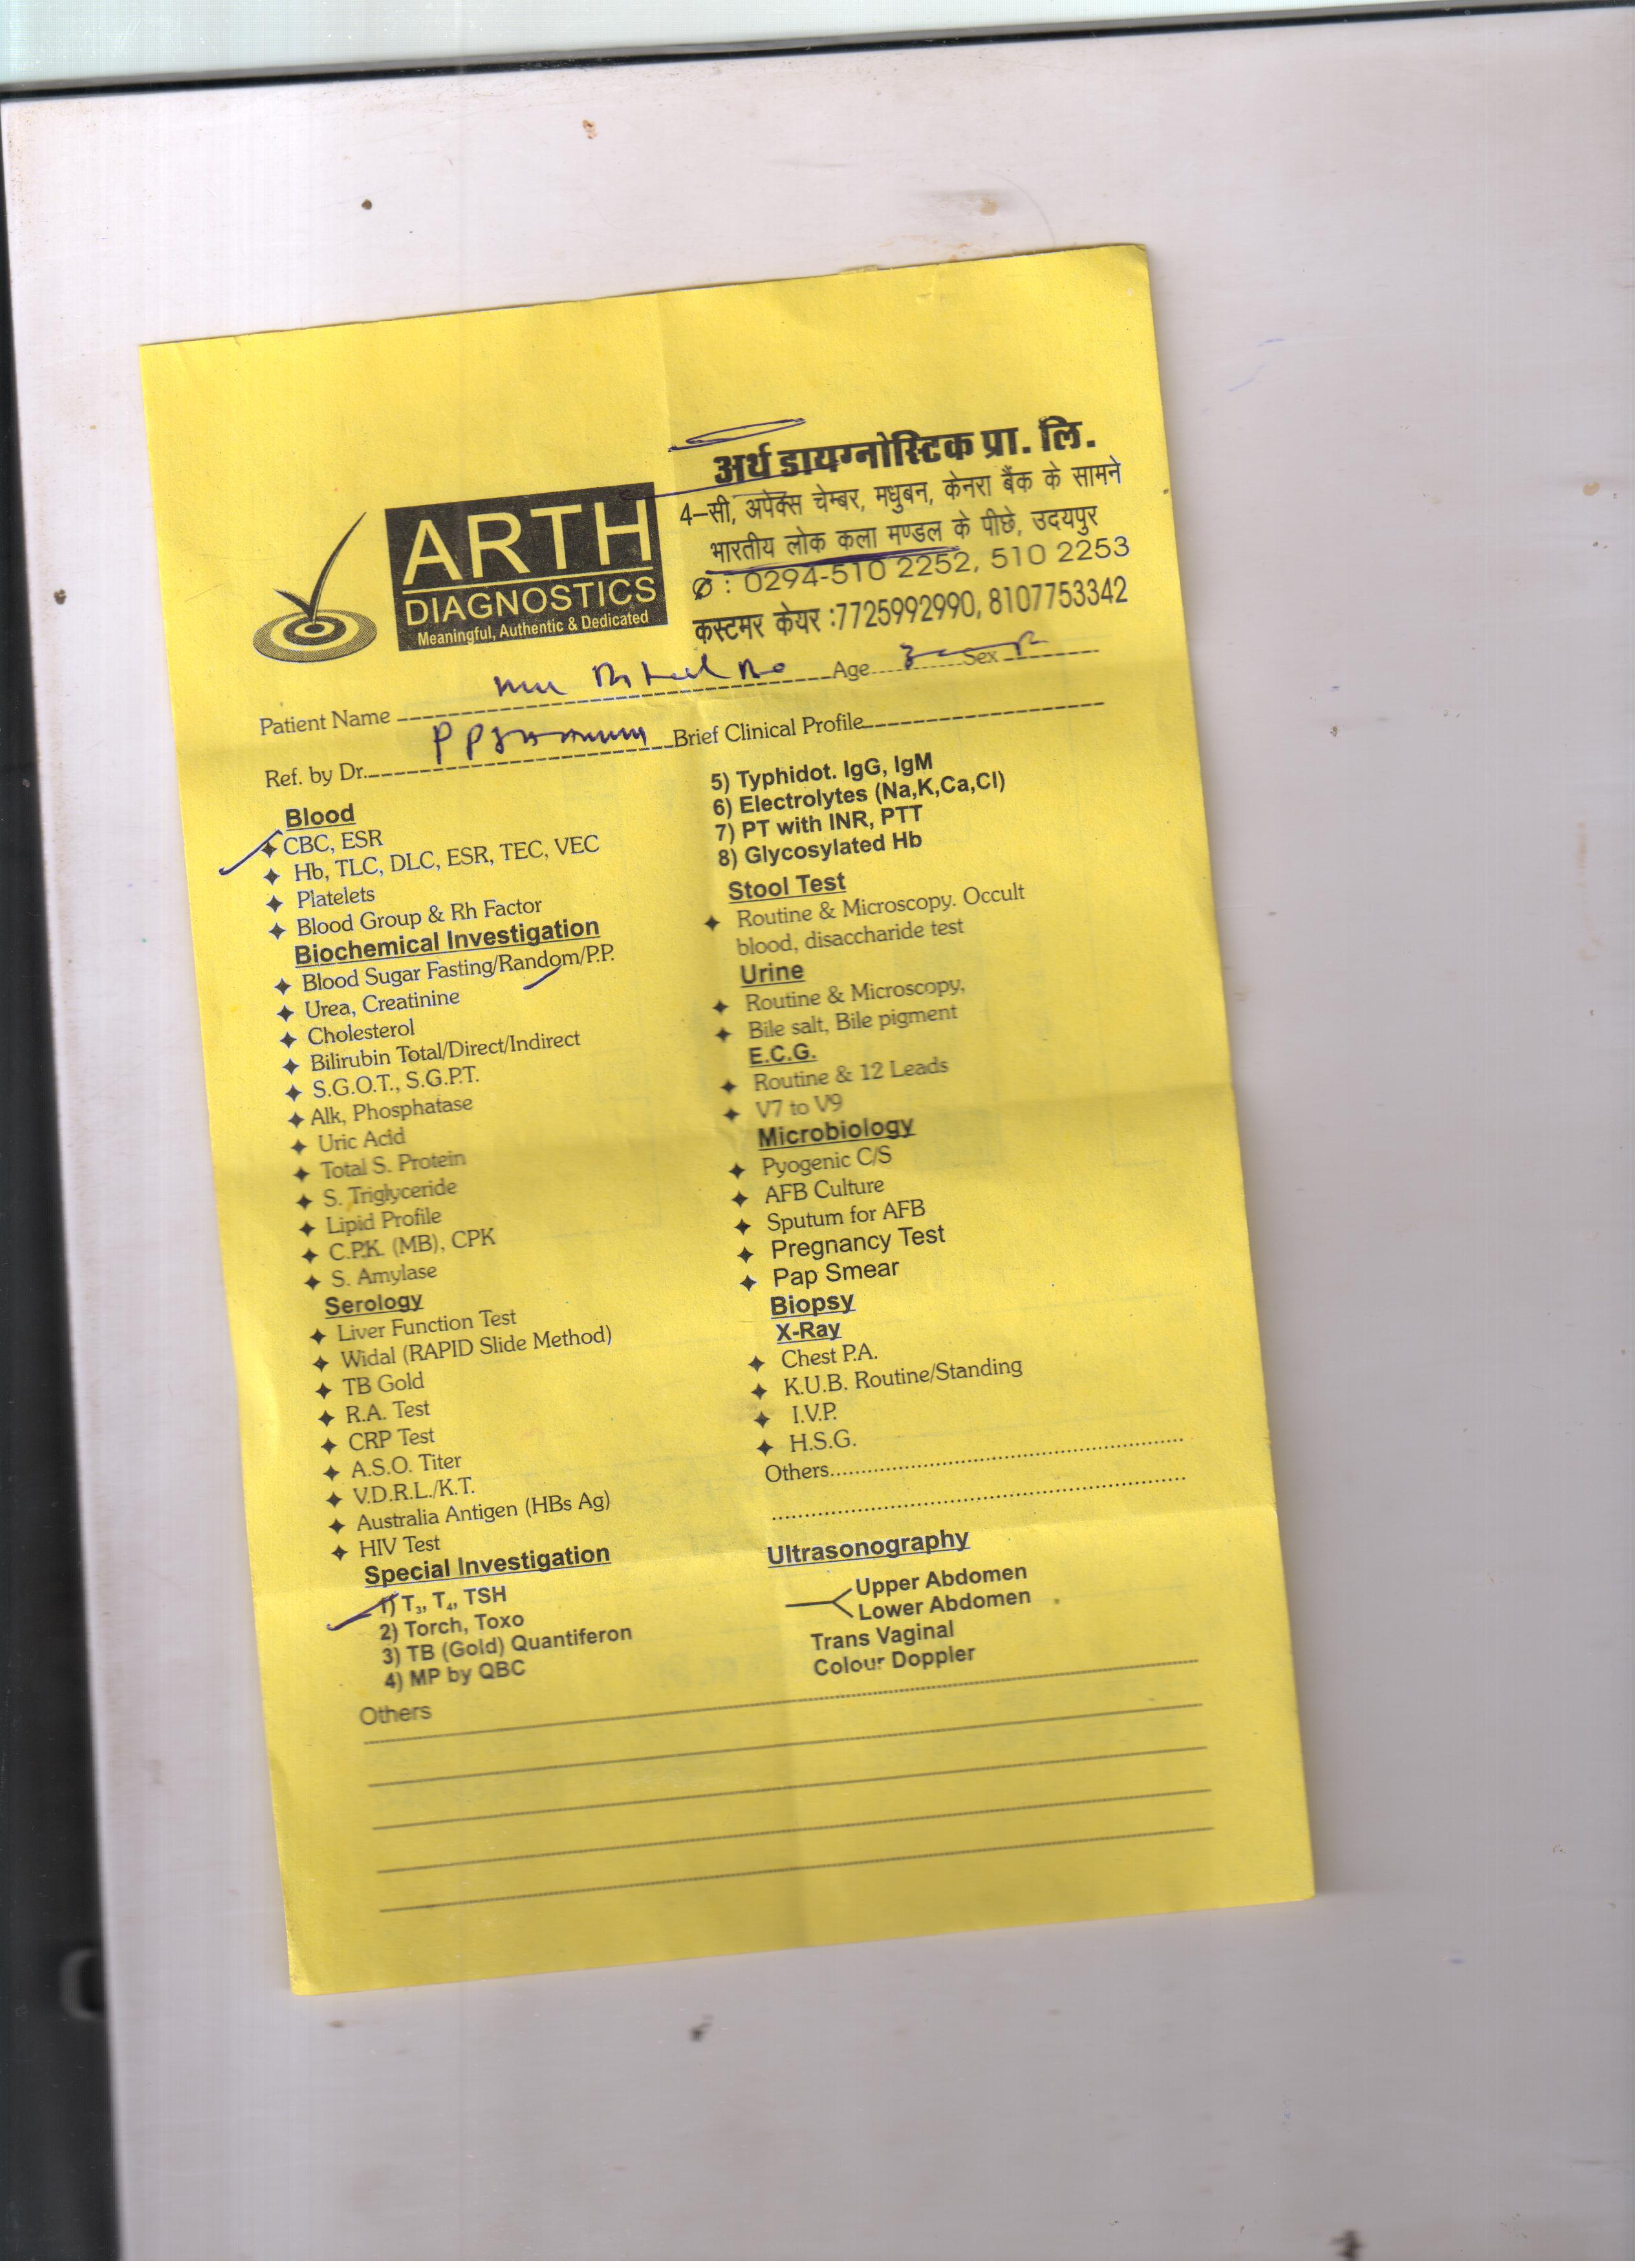 अर्थ डायग्नोस्टिक प्रा. लि.
4-सी, अपेक्स चेम्बर, मधुबन, केनरा बैंक के सामने
भारतीय लोक कला मण्डल के पीछे, उदयपुर
: 0294-510 2252, 510 2253
कस्टमर केयर :7725992990, 8107753342
ARTH
DIAGNOSTICS
Meaningful, Authentic & Dedicated
Patient Name Age Sex
Ref. by Dr. Brief Clinical Profile
Blood
CBC, ESR
Hb, TLC, DLC, ESR, TEC, VEC
Platelets
Blood Group & Rh Factor
Biochemical Investigation
Blood Sugar Fasting/Random/P.P.
Urea, Creatinine
Cholesterol
Bilirubin Total/Direct/Indirect
S.G.O.T., S.G.P.T.
Alk, Phosphatase
Uric Acid
Total S. Protein
S. Triglyceride
Lipid Profile
C.P.K. (MB), CPK
S. Amylase
Serology
Liver Function Test
Widal (RAPID Slide Method)
TB Gold
R.A. Test
CRP Test
A.S.O. Titer
V.D.R.L./K.T.
Australia Antigen (HBs Ag)
HIV Test
Special Investigation
1) T₃, T₄, TSH
2) Torch, Toxo
3) TB (Gold) Quantiferon
4) MP by QBC
5) Typhidot. IgG, IgM
6) Electrolytes (Na,K,Ca,Cl)
7) PT with INR, PTT
8) Glycosylated Hb
Stool Test
Routine & Microscopy. Occult
blood, disaccharide test
Urine
Routine & Microscopy,
Bile salt, Bile pigment
E.C.G.
Routine & 12 Leads
V7 to V9
Microbiology
Pyogenic C/S
AFB Culture
Sputum for AFB
Pregnancy Test
Pap Smear
Biopsy
X-Ray
Chest P.A.
K.U.B. Routine/Standing
I.V.P.
H.S.G.
Others
Ultrasonography
Upper Abdomen
Lower Abdomen
Trans Vaginal
Colour Doppler
Others